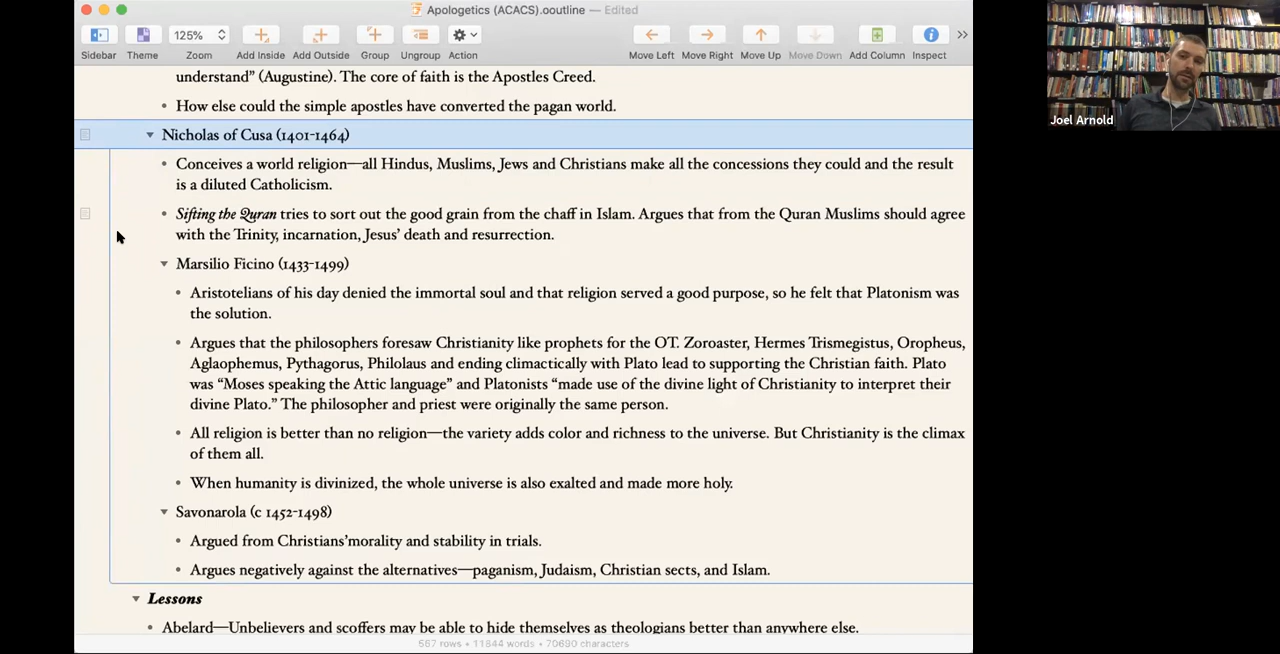 Apologetics (ACACS).ooutline — Edited
125%
Sidebar Theme Zoom Add Inside Add Outside Group Ungroup Action Move Left Move Right Move Up Move Down Add Column Inspect
understand” (Augustine). The core of faith is the Apostles Creed.
• How else could the simple apostles have converted the pagan world.
Nicholas of Cusa (1401-1464)
• Conceives a world religion—all Hindus, Muslims, Jews and Christians make all the concessions they could and the result
is a diluted Catholicism.
• Sifting the Quran tries to sort out the good grain from the chaff in Islam. Argues that from the Quran Muslims should agree
with the Trinity, incarnation, Jesus’ death and resurrection.
Marsilio Ficino (1433-1499)
• Aristotelians of his day denied the immortal soul and that religion served a good purpose, so he felt that Platonism was
the solution.
• Argues that the philosophers foresaw Christianity like prophets for the OT. Zoroaster, Hermes Trismegistus, Oropheus,
Aglaophemus, Pythagorus, Philolaus and ending climactically with Plato lead to supporting the Christian faith. Plato
was “Moses speaking the Attic language” and Platonists “made use of the divine light of Christianity to interpret their
divine Plato.” The philosopher and priest were originally the same person.
• All religion is better than no religion—the variety adds color and richness to the universe. But Christianity is the climax
of them all.
• When humanity is divinized, the whole universe is also exalted and made more holy.
Savonarola (c 1452-1498)
• Argued from Christians’morality and stability in trials.
• Argues negatively against the alternatives—paganism, Judaism, Christian sects, and Islam.
Lessons
• Abelard—Unbelievers and scoffers may be able to hide themselves as theologians better than anywhere else.
567 rows • 11844 words • 70690 characters
Joel Arnold